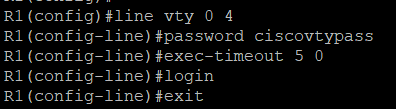 R1(config)#line vty 0 4
R1(config-line)#password ciscovtypass
R1(config-line)#exec-timeout 5 0
R1(config-line)#login
R1(config-line)#exit